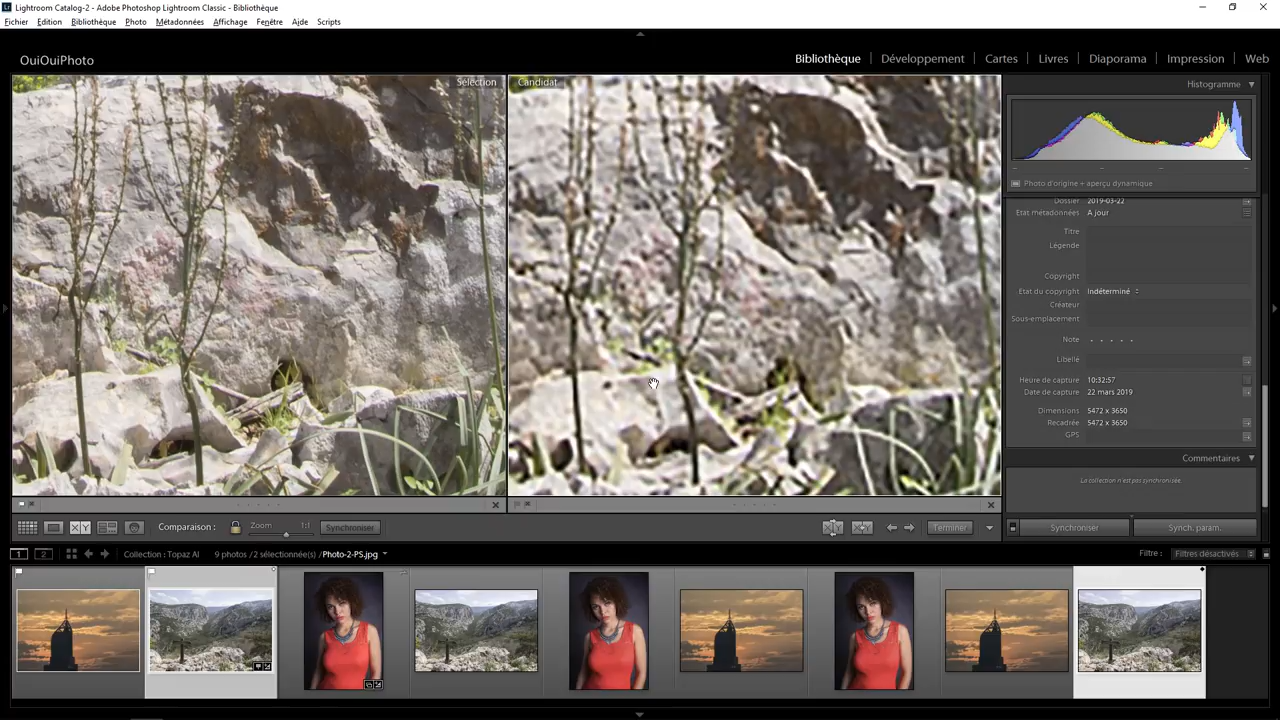 Lightroom Catalog-2 - Adobe Photoshop Lightroom Classic - Bibliothèque
Fichier Edition Bibliothèque Photo Métadonnées Affichage Fenêtre Aide Scripts
OuiOuiPhoto
Bibliothèque Développement Cartes Livres Diaporama Impression Web
Sélection
Candidat
Histogramme
Photo d'origine + aperçu dynamique
Dossier 2019-03-22
Etat métadonnées A jour
Titre
Légende
Copyright
Etat du copyright Indéterminé
Créateur
Sous-emplacement
Note
Libellé
Heure de capture 10:32:57
Date de capture 22 mars 2019
Dimensions 5472 x 3650
Recadrée 5472 x 3650
GPS
Commentaires
La collection n'est pas synchronisée.
Comparaison : Zoom 1:1 Synchroniser Terminer Synchroniser Synch. param.
1 2 Collection : Topaz AI 9 photos /2 sélectionnée(s) /Photo-2-PS.jpg Filtre : Filtres désactivés